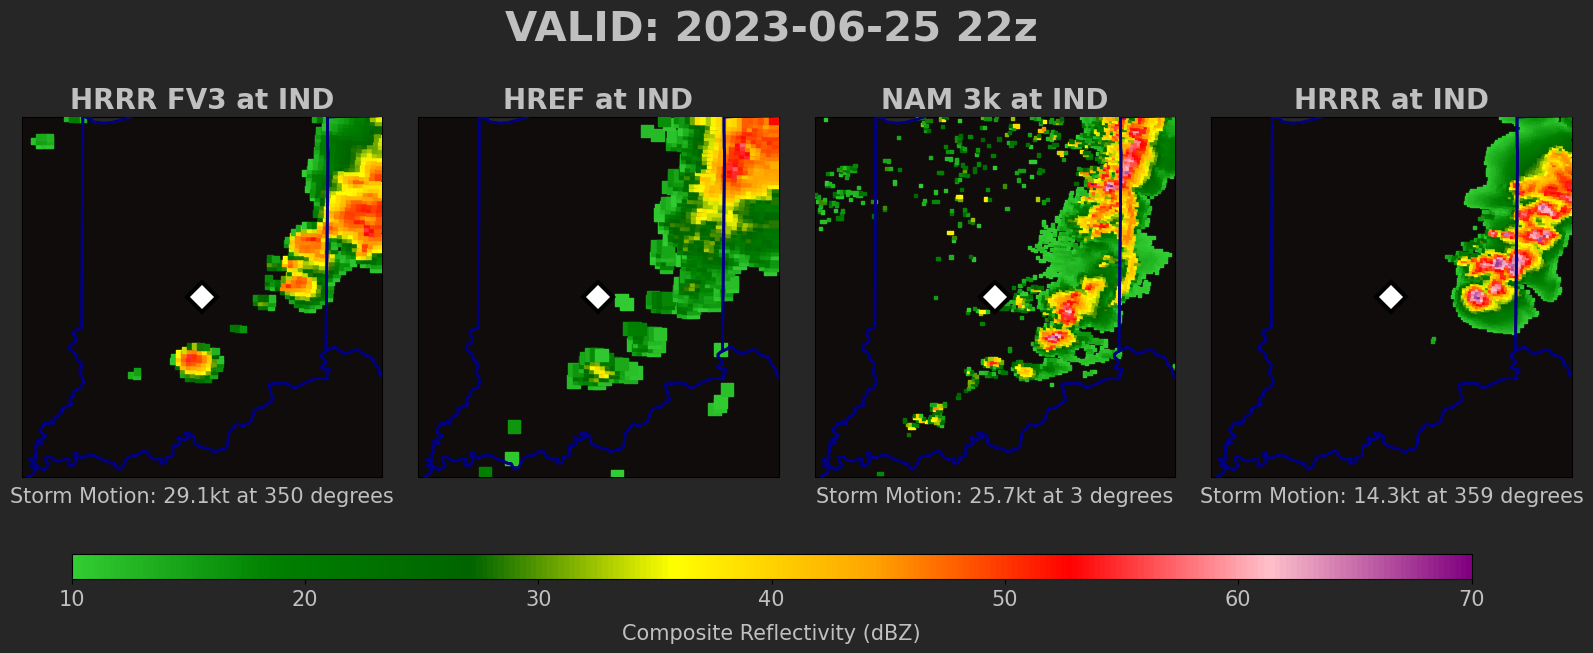 VALID: 2023-06-25 22z
HRRR FV3 at IND
HREF at IND
NAM 3k at IND
HRRR at IND
Storm Motion: 29.1kt at 350 degrees
Storm Motion: 25.7kt at 3 degrees
Storm Motion: 14.3kt at 359 degrees
10 20 30 40 50 60 70
Composite Reflectivity (dBZ)